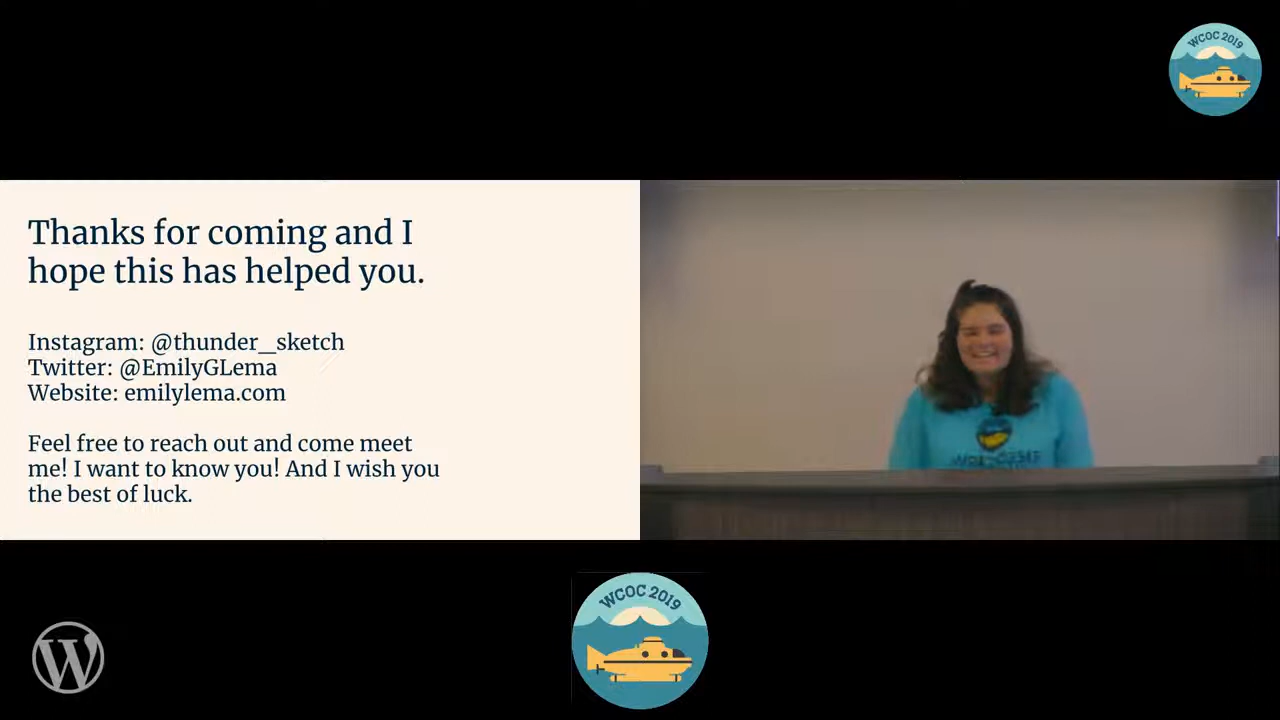 WCOC 2019
Thanks for coming and I
hope this has helped you.
Instagram: @thunder_sketch
Twitter: @EmilyGLema
Website: emilylema.com
Feel free to reach out and come meet
me! I want to know you! And I wish you
the best of luck.
WCOC 2019
W